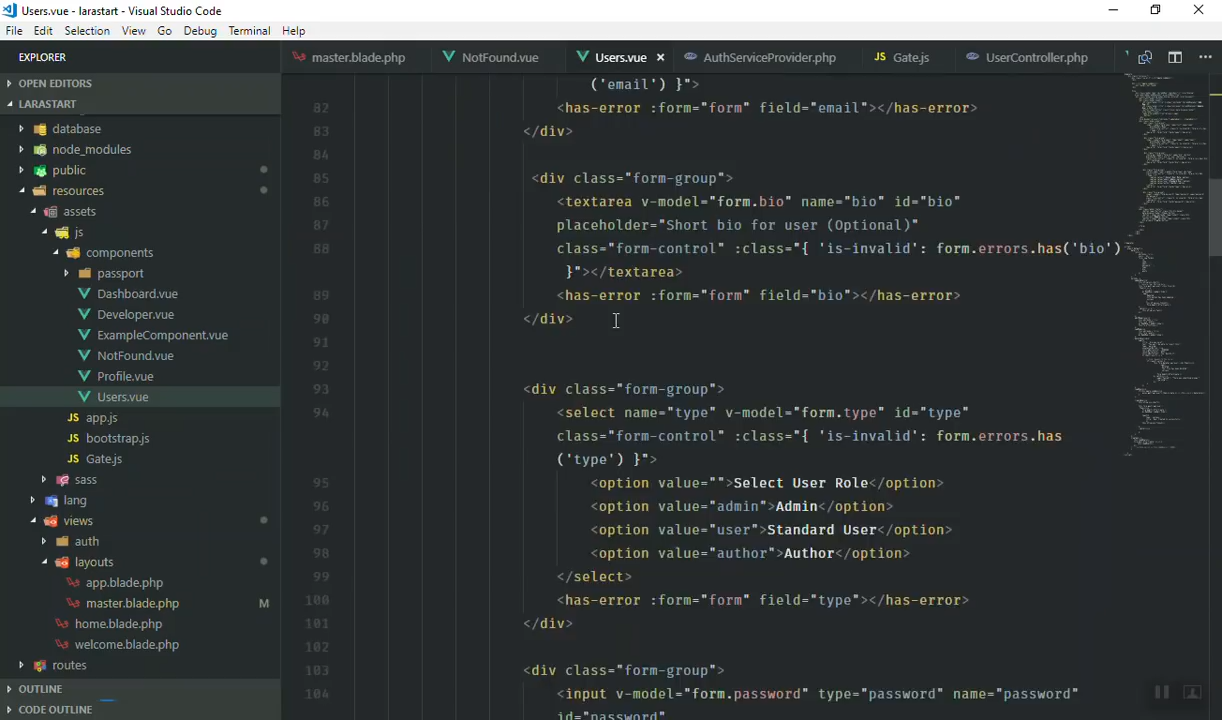 Users.vue - larastart - Visual Studio Code
File Edit Selection View Go Debug Terminal Help
EXPLORER
master.blade.php NotFound.vue Users.vue × AuthServiceProvider.php JS Gate.js UserController.php
OPEN EDITORS
LARASTART
database
node_modules
public
resources
assets
js
components
passport
Dashboard.vue
Developer.vue
ExampleComponent.vue
NotFound.vue
Profile.vue
Users.vue
JS app.js
JS bootstrap.js
JS Gate.js
sass
lang
views
auth
layouts
app.blade.php
master.blade.php M
home.blade.php
welcome.blade.php
routes
OUTLINE
CODE OUTLINE
('email') }">
82 <has-error :form="form" field="email"></has-error>
83 </div>
84
85 <div class="form-group">
86 <textarea v-model="form.bio" name="bio" id="bio"
87 placeholder="Short bio for user (Optional)"
88 class="form-control" :class="{ 'is-invalid': form.errors.has('bio')
}"></textarea>
89 <has-error :form="form" field="bio"></has-error>
90 </div>
91
92
93 <div class="form-group">
94 <select name="type" v-model="form.type" id="type"
class="form-control" :class="{ 'is-invalid': form.errors.has
('type') }">
95 <option value="">Select User Role</option>
96 <option value="admin">Admin</option>
97 <option value="user">Standard User</option>
98 <option value="author">Author</option>
99 </select>
100 <has-error :form="form" field="type"></has-error>
101 </div>
102
103 <div class="form-group">
104 <input v-model="form.password" type="password" name="password"
id="password"